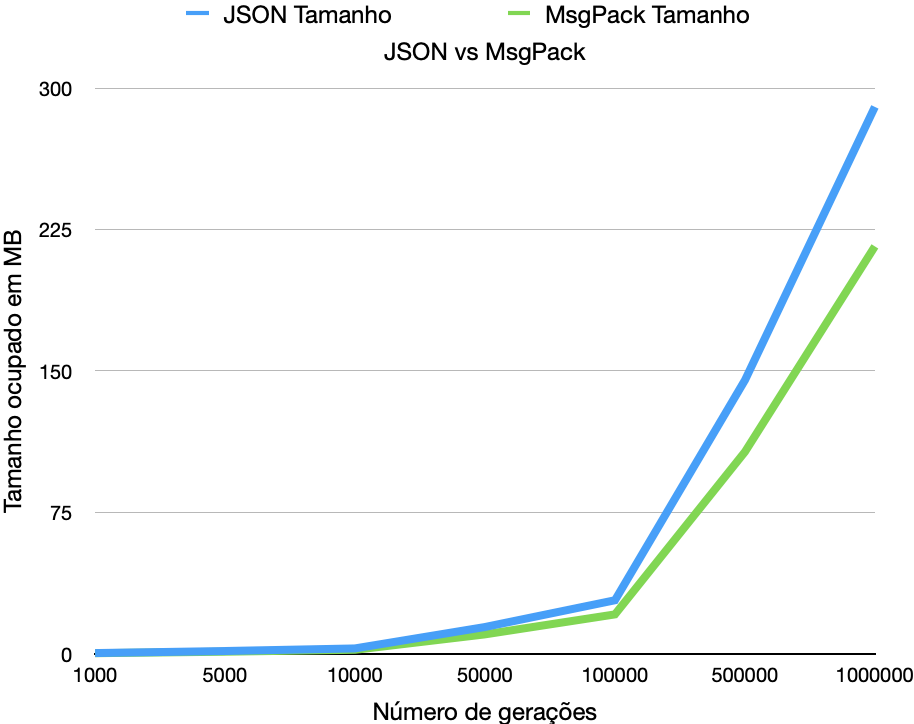 JSON Tamanho
MsgPack Tamanho
JSON vs MsgPack
300
225
150
75
0
Tamanho ocupado em MB
1000 5000 10000 50000 100000 500000 1000000
Número de gerações